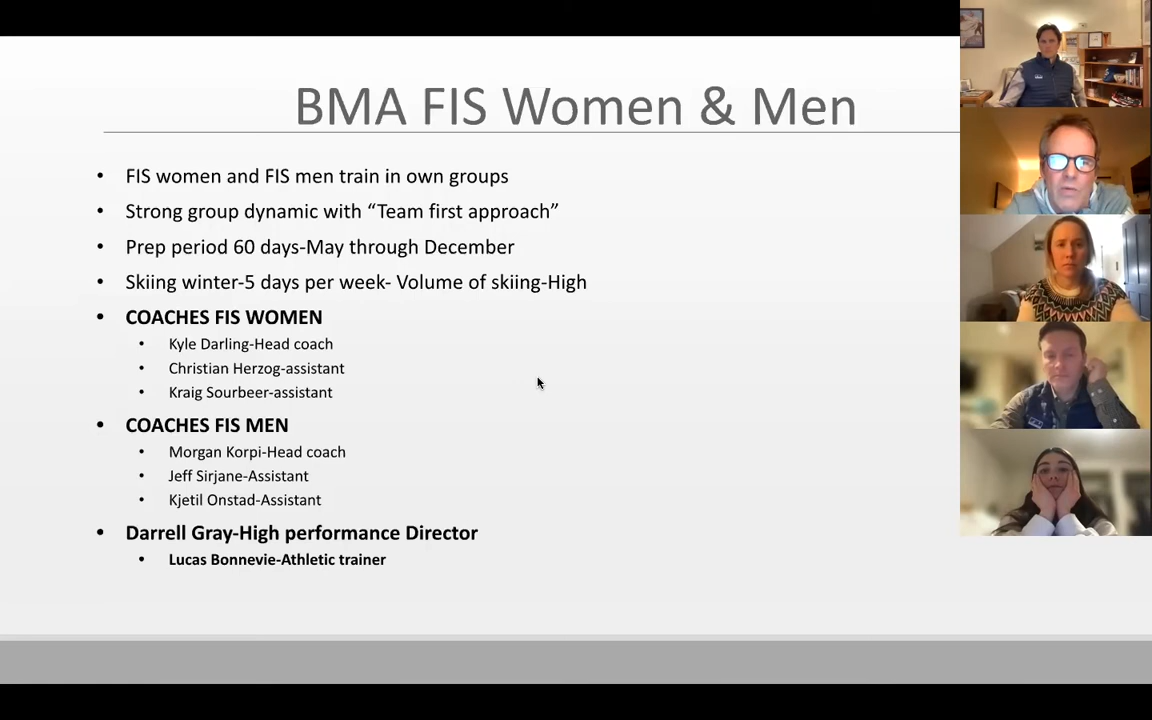 BMA FIS Women & Men
• FIS women and FIS men train in own groups
• Strong group dynamic with “Team first approach”
• Prep period 60 days-May through December
• Skiing winter-5 days per week- Volume of skiing-High
• COACHES FIS WOMEN
• Kyle Darling-Head coach
• Christian Herzog-assistant
• Kraig Sourbeer-assistant
• COACHES FIS MEN
• Morgan Korpi-Head coach
• Jeff Sirjane-Assistant
• Kjetil Onstad-Assistant
• Darrell Gray-High performance Director
• Lucas Bonnevie-Athletic trainer